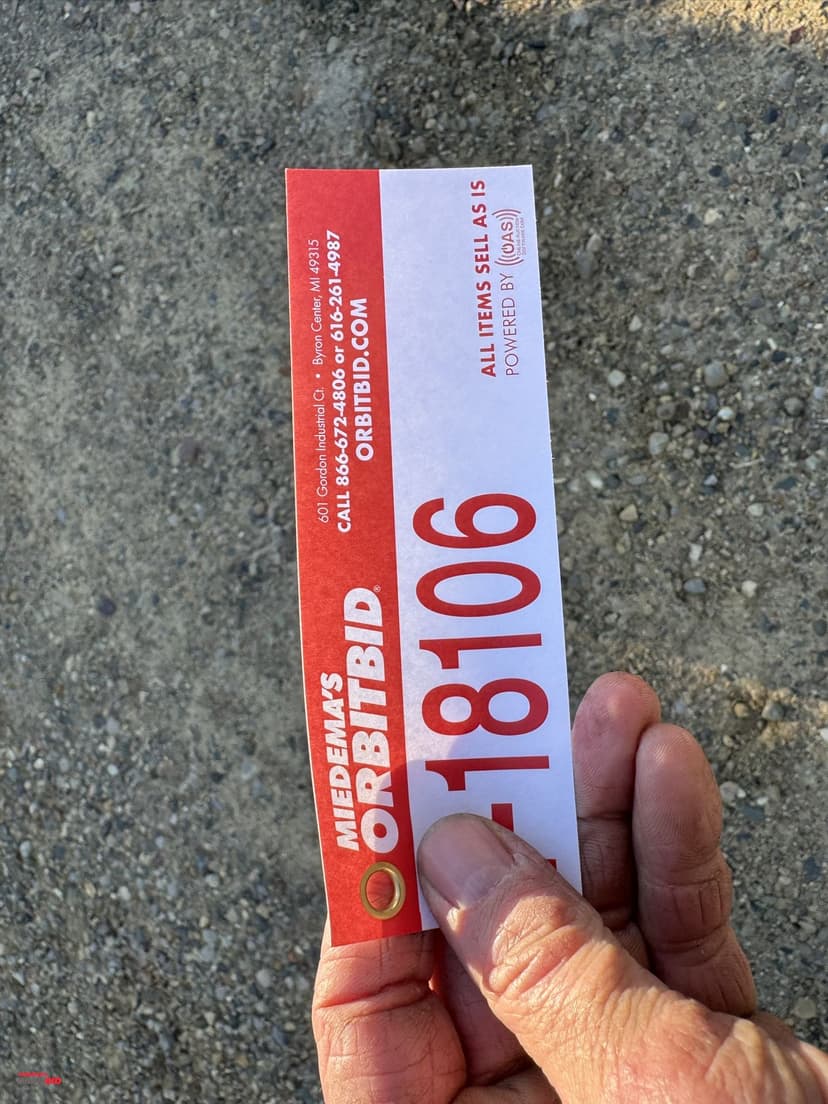 MIEDEMA'S
ORBITBID®
601 Gordon Industrial Ct. • Byron Center, MI 49315
CALL 866-672-4806 or 616-261-4987
ORBITBID.COM
-18106
ALL ITEMS SELL AS IS
POWERED BY ((OAS))